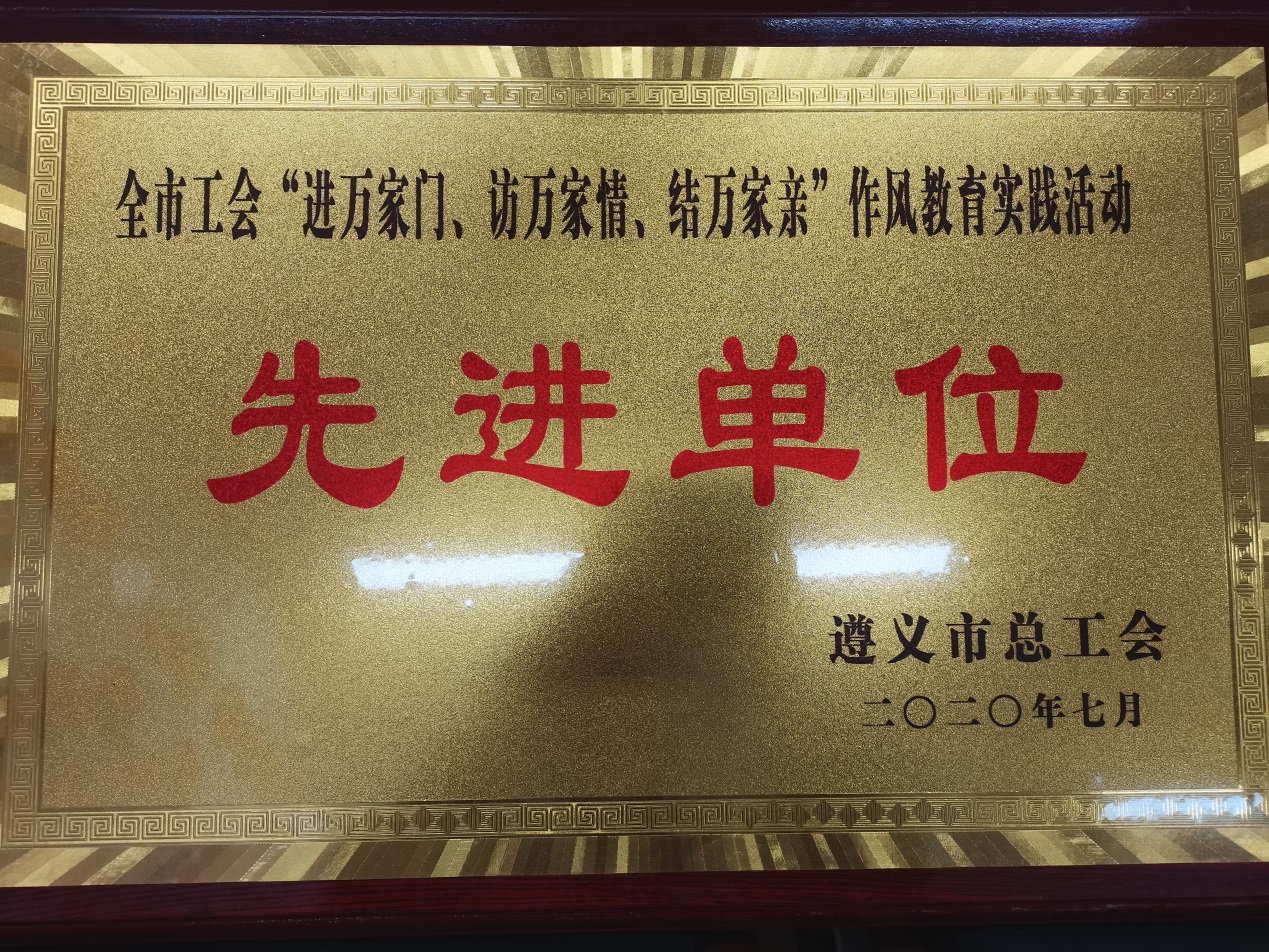 全市工会“进万家门、访万家情、结万家亲”作风教育实践活动
先进单位
遵义市总工会
二〇二〇年七月